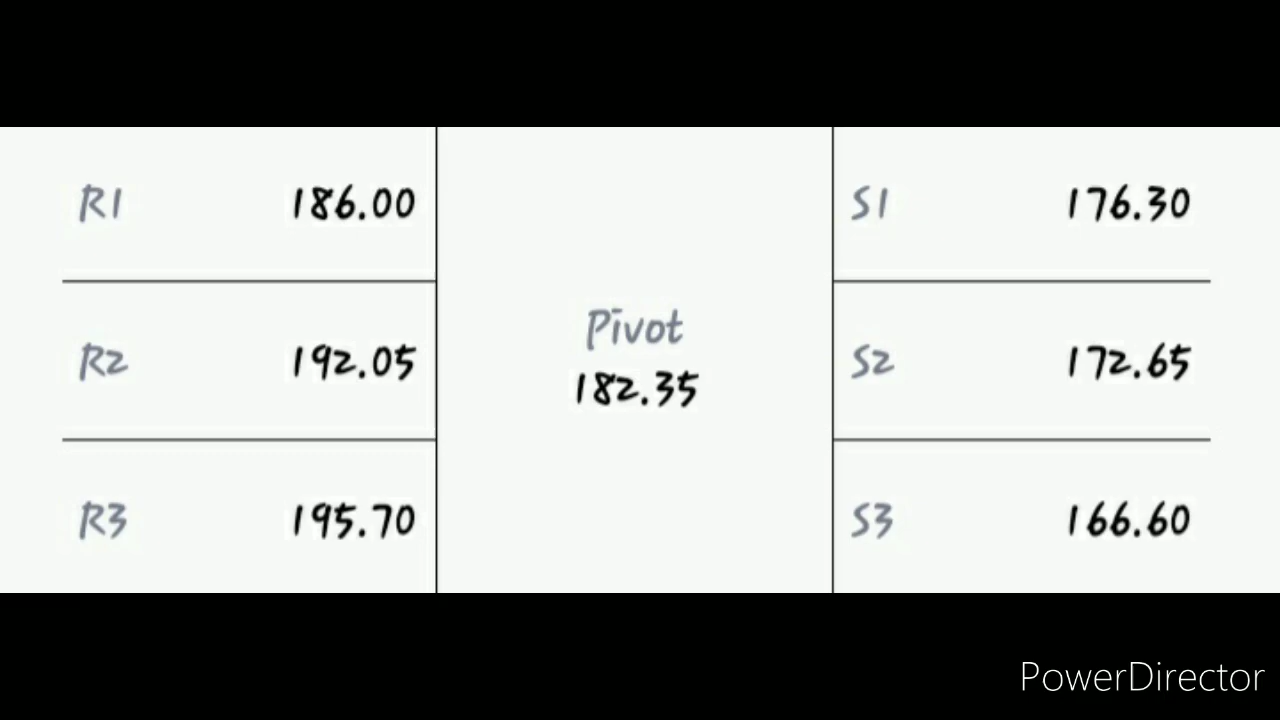 R1 186.00
R2 192.05
R3 195.70
Pivot
182.35
S1 176.30
S2 172.65
S3 166.60
PowerDirector